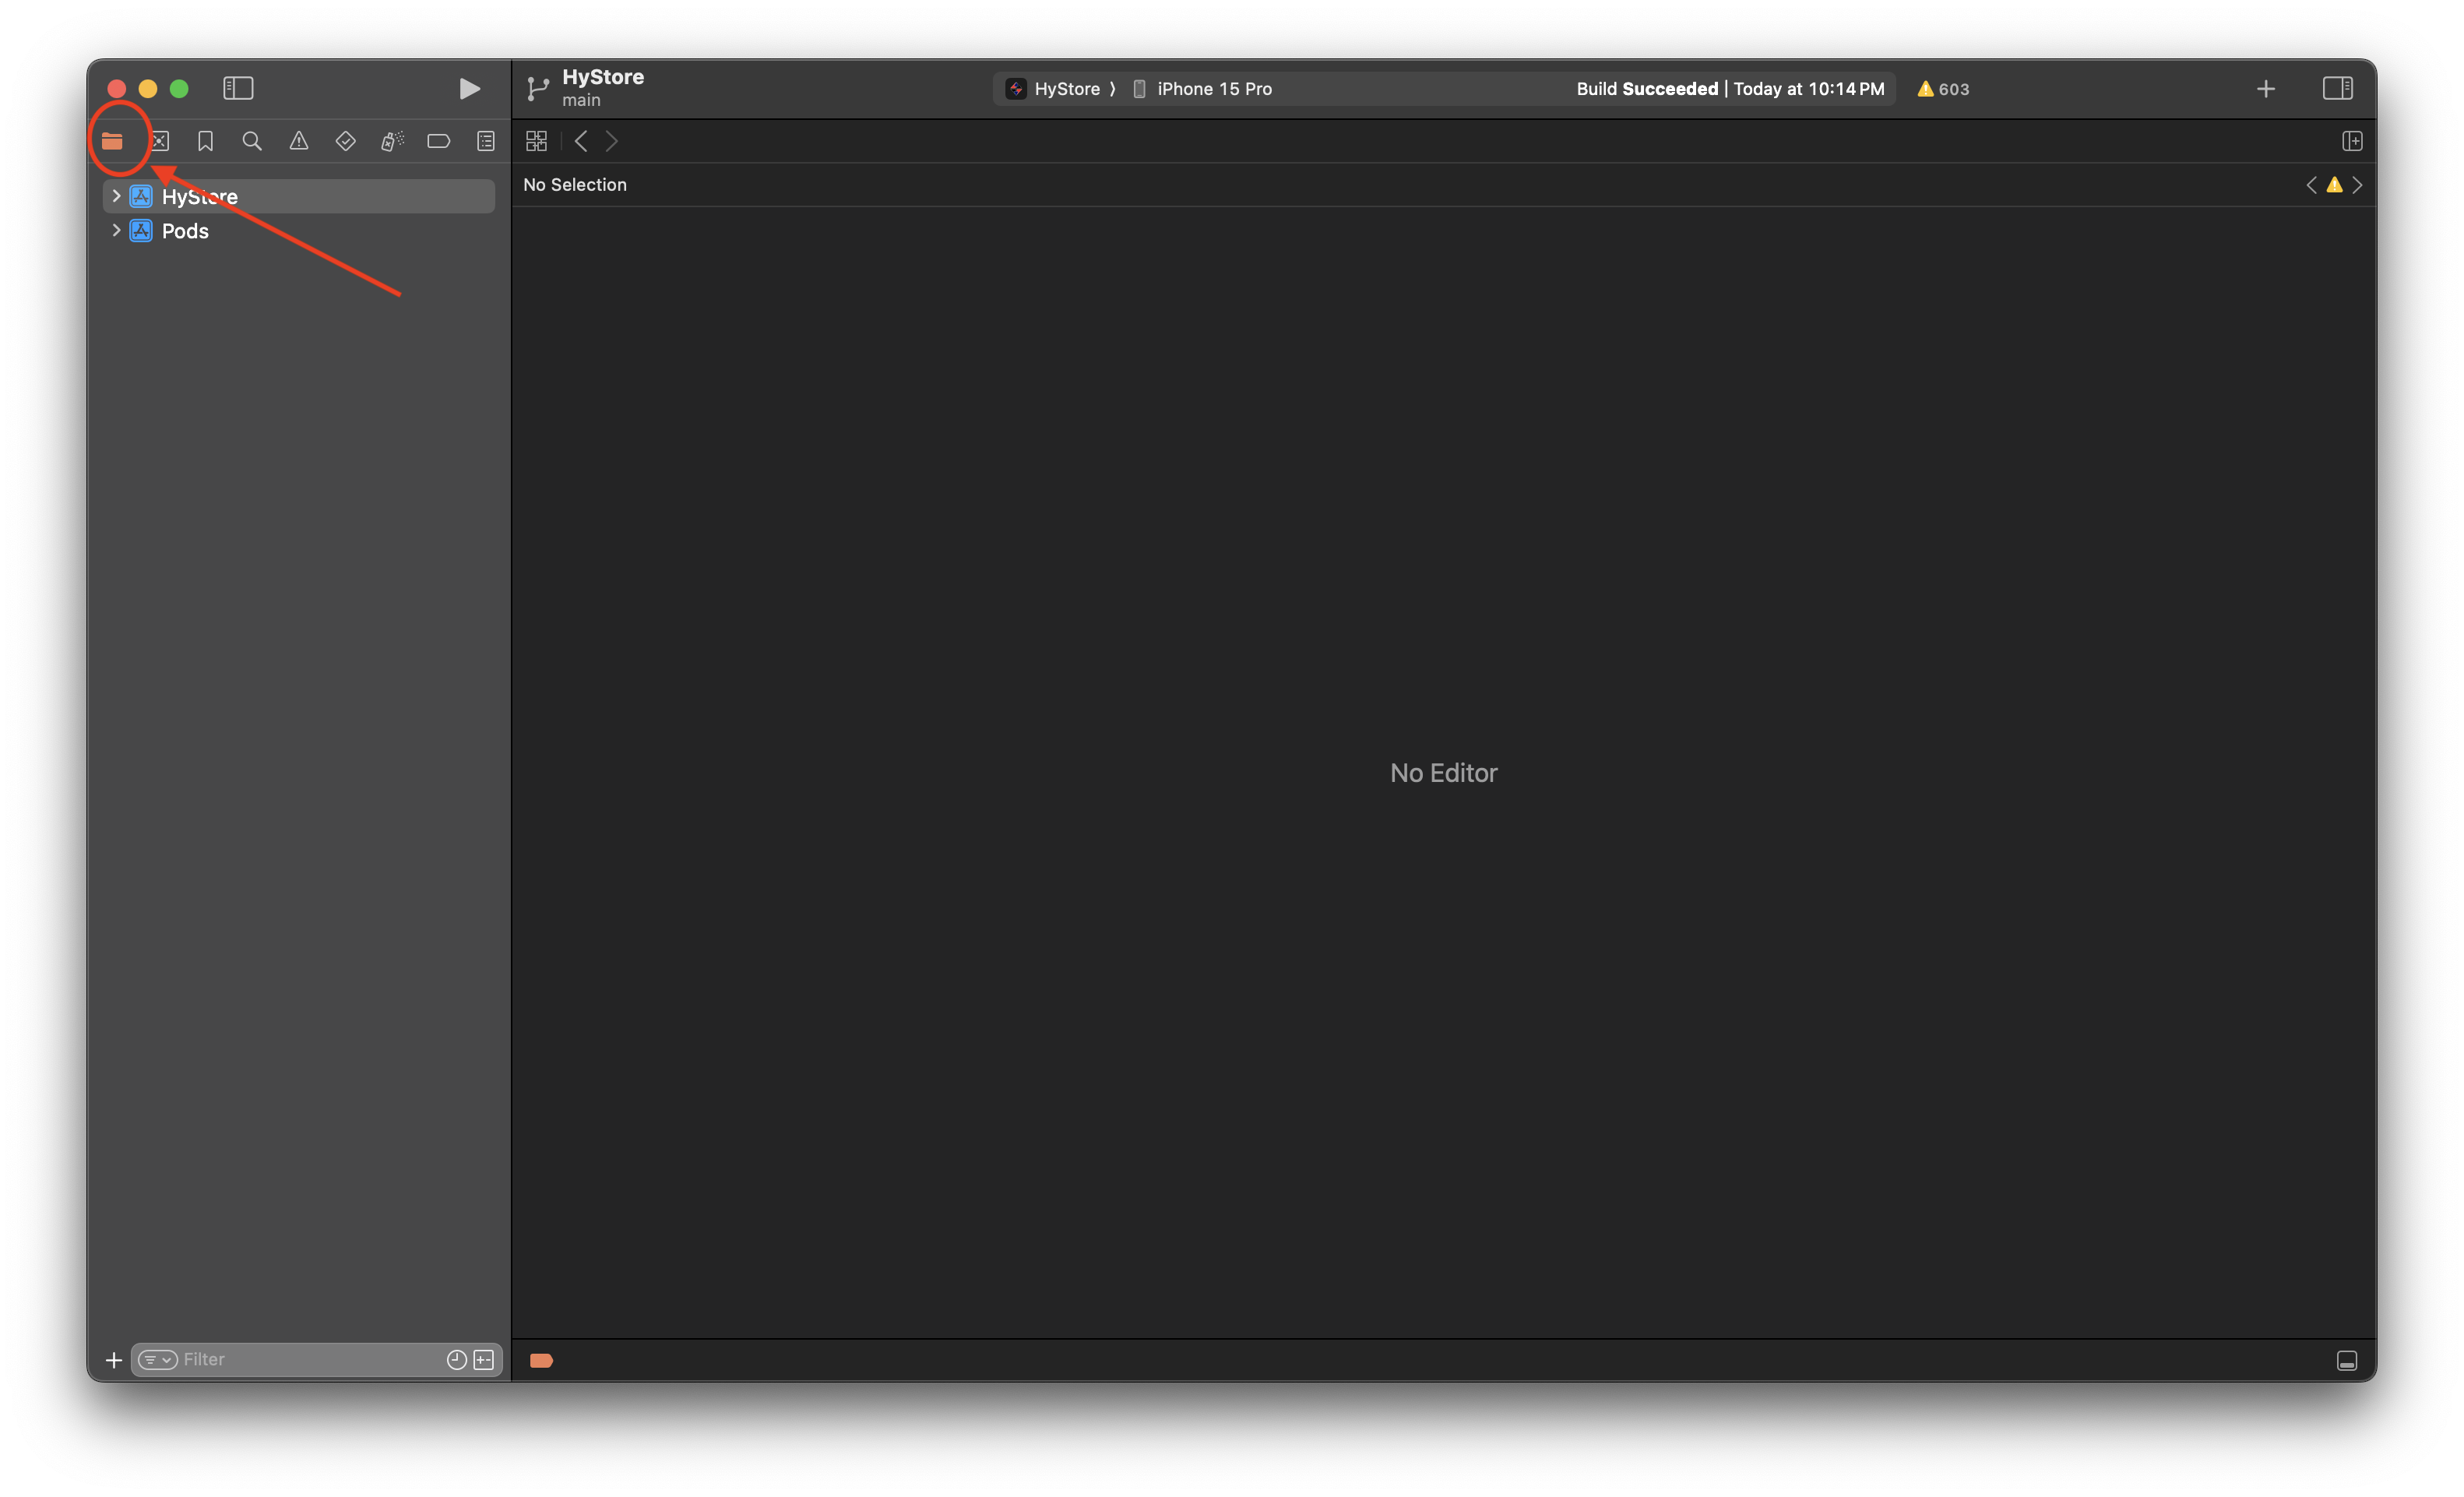 HyStore
main
HyStore ⟩ iPhone 15 Pro
Build Succeeded | Today at 10:14 PM
603
No Selection
HyStore
Pods
No Editor
Filter